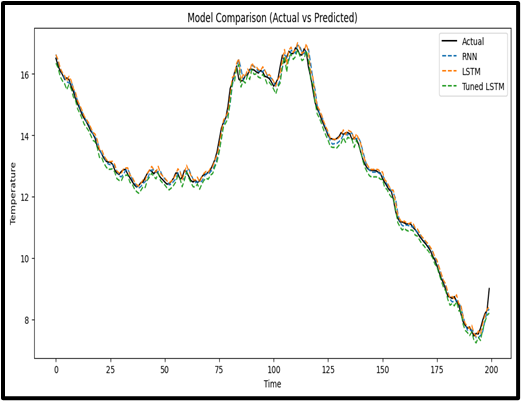 Model Comparison (Actual vs Predicted)
Actual
RNN
LSTM
Tuned LSTM
Temperature
16
14
12
10
8
0 25 50 75 100 125 150 175 200
Time